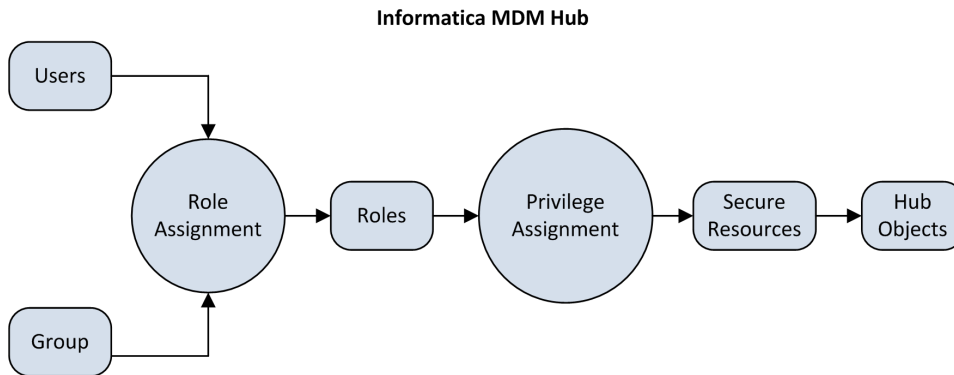 Informatica MDM Hub
Users
Role
Assignment
Roles
Privilege
Assignment
Secure
Resources
Hub
Objects
Group